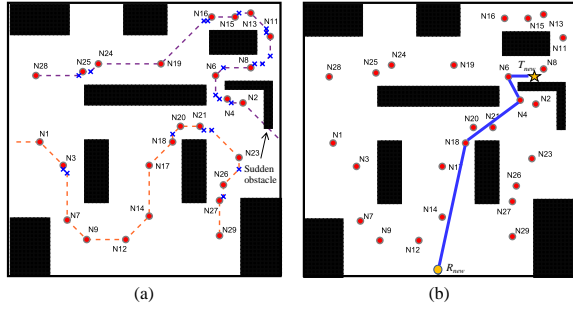 N16
N15
N13
N11
N28
N25
N24
N19
N6
N8
N4
N2
N1
N3
N20
N21
N18
N17
N23
Sudden
obstacle
N26
N27
N7
N9
N12
N14
N29
(a)
N16
N15
N13
N11
N28
N25
N24
N19
N6
T_new
N8
N4
N2
N1
N3
N20
N21
N18
N17
N23
N26
N27
N7
N9
N12
N14
N29
R_new
(b)